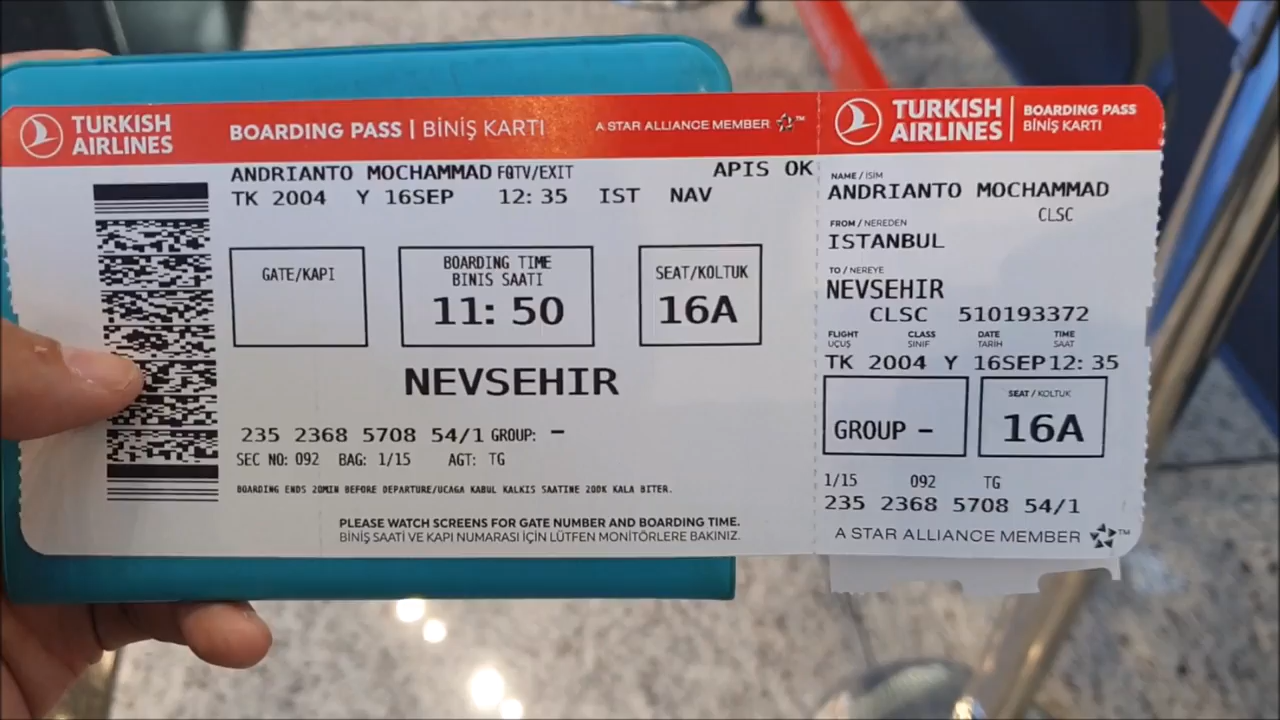 TURKISH
AIRLINES
BOARDING PASS | BİNİŞ KARTI
A STAR ALLIANCE MEMBER ™
ANDRIANTO MOCHAMMAD FQTV/EXIT APIS OK
TK 2004 Y 16SEP 12:35 IST NAV
GATE/KAPI
BOARDING TIME
BINIS SAATI
11:50
SEAT/KOLTUK
16A
NEVSEHIR
235 2368 5708 54/1 GROUP: –
SEC NO: 092 BAG: 1/15 AGT: TG
BOARDING ENDS 20MIN BEFORE DEPARTURE/UCAGA KABUL KALKIS SAATINE 20DK KALA BITER.
PLEASE WATCH SCREENS FOR GATE NUMBER AND BOARDING TIME.
BİNİŞ SAATİ VE KAPI NUMARASI İÇİN LÜTFEN MONİTÖRLERE BAKINIZ.
TURKISH
AIRLINES
BOARDING PASS
BİNİŞ KARTI
NAME / İSİM
ANDRIANTO MOCHAMMAD
CLSC
FROM / NEREDEN
ISTANBUL
TO / NEREYE
NEVSEHIR
CLSC 510193372
FLIGHT CLASS DATE TIME
UÇUŞ SINIF TARİH SAAT
TK 2004 Y 16SEP 12:35
GROUP –
SEAT / KOLTUK
16A
1/15 092 TG
235 2368 5708 54/1
A STAR ALLIANCE MEMBER ™